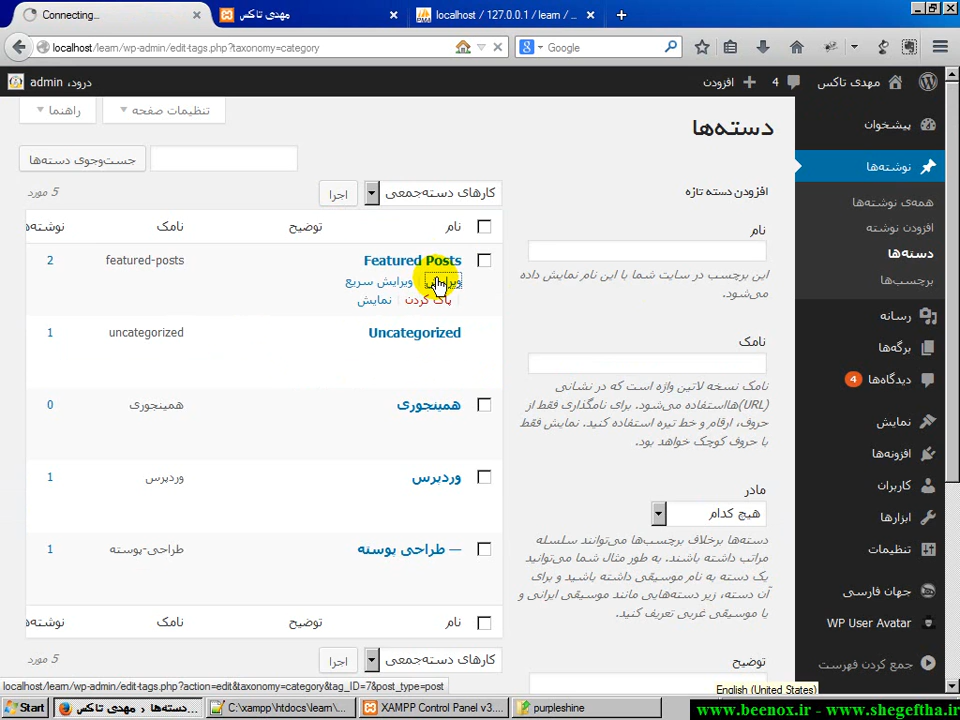 Connecting...
مهدی تاکس
localhost / 127.0.0.1 / learn / ...
localhost/learn/wp-admin/edit-tags.php?taxonomy=category
Google
مهدی تاکس
4
افزودن
درود، admin
تنظیمات صفحه
راهنما
پیشخوان
نوشته‌ها
همه‌ی نوشته‌ها
افزودن نوشته
دسته‌ها
برچسب‌ها
رسانه
برگه‌ها
دیدگاه‌ها 4
نمایش
افزونه‌ها
کاربران
ابزارها
تنظیمات
جهان فارسی
WP User Avatar
جمع کردن فهرست
دسته‌ها
افزودن دسته تازه
نام
این برچسب در سایت شما با این نام نمایش داده
می‌شود.
نامک
نامک نسخه لاتین واژه است که در نشانی
(URL)هااستفاده می‌شود. برای نامگذاری فقط از
حروف، ارقام و خط تیره استفاده کنید. نمایش فقط
با حروف کوچک خواهد بود.
مادر
هیچ کدام
دسته‌ها برخلاف برچسب‌ها می‌توانند سلسله
مراتب داشته باشند. به طور مثال شما می‌توانید
یک دسته به نام موسیقی داشته باشید و برای
آن دسته، زیر دسته‌هایی مانند موسیقی ایرانی و
یا موسیقی غربی تعریف کنید.
توضیح
جست‌وجوی دسته‌ها
کارهای دسته‌جمعی
اجرا
5 مورد
نام توضیح نامک نوشته‌ه
Featured Posts featured-posts 2
ویرایش | ویرایش سریع
پاک کردن | نمایش
Uncategorized uncategorized 1
همینجوری همینجوری 0
وردپرس وردپرس 1
— طراحی پوسته طراحی-پوسته 1
نام توضیح نامک نوشته‌ه
کارهای دسته‌جمعی
اجرا
5 مورد
localhost/learn/wp-admin/edit-tags.php?action=edit&taxonomy=category&tag_ID=7&post_type=post
English (United States)
Start
دسته‌ها ‹ مهدی تاکس...
C:\xampp\htdocs\learn\...
XAMPP Control Panel v3....
purpleshine
www.beenox.ir - www.shegeftha.ir